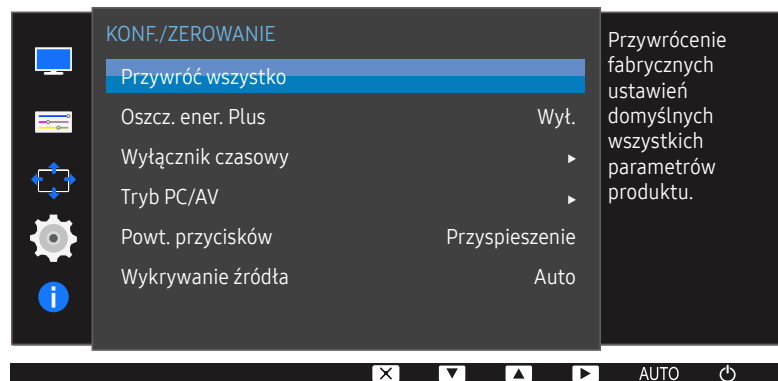 KONF./ZEROWANIE
Przywróć wszystko
Oszcz. ener. Plus Wył.
Wyłącznik czasowy
Tryb PC/AV
Powt. przycisków Przyspieszenie
Wykrywanie źródła Auto
Przywrócenie
fabrycznych
ustawień
domyślnych
wszystkich
parametrów
produktu.
AUTO